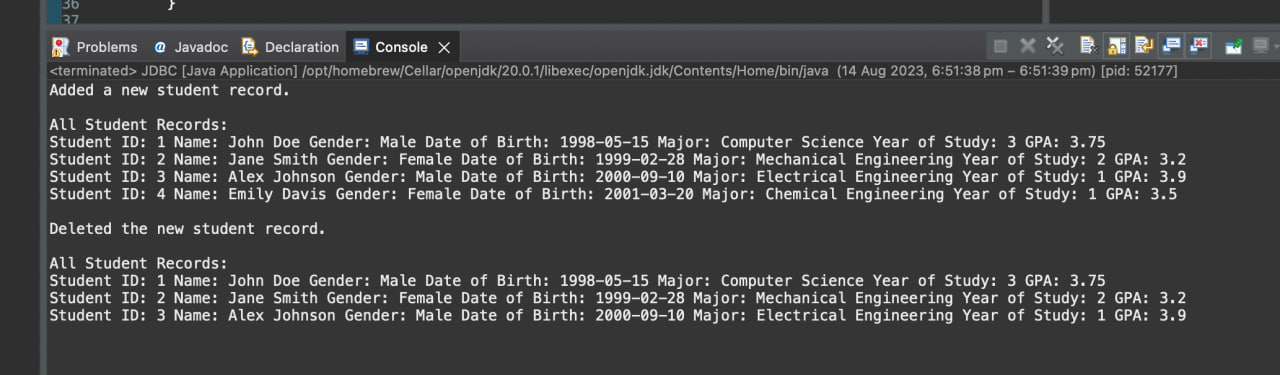 36 }
37
Problems @ Javadoc Declaration Console
<terminated> JDBC [Java Application] /opt/homebrew/Cellar/openjdk/20.0.1/libexec/openjdk.jdk/Contents/Home/bin/java (14 Aug 2023, 6:51:38 pm – 6:51:39 pm) [pid: 52177]
Added a new student record.
All Student Records:
Student ID: 1 Name: John Doe Gender: Male Date of Birth: 1998-05-15 Major: Computer Science Year of Study: 3 GPA: 3.75
Student ID: 2 Name: Jane Smith Gender: Female Date of Birth: 1999-02-28 Major: Mechanical Engineering Year of Study: 2 GPA: 3.2
Student ID: 3 Name: Alex Johnson Gender: Male Date of Birth: 2000-09-10 Major: Electrical Engineering Year of Study: 1 GPA: 3.9
Student ID: 4 Name: Emily Davis Gender: Female Date of Birth: 2001-03-20 Major: Chemical Engineering Year of Study: 1 GPA: 3.5
Deleted the new student record.
All Student Records:
Student ID: 1 Name: John Doe Gender: Male Date of Birth: 1998-05-15 Major: Computer Science Year of Study: 3 GPA: 3.75
Student ID: 2 Name: Jane Smith Gender: Female Date of Birth: 1999-02-28 Major: Mechanical Engineering Year of Study: 2 GPA: 3.2
Student ID: 3 Name: Alex Johnson Gender: Male Date of Birth: 2000-09-10 Major: Electrical Engineering Year of Study: 1 GPA: 3.9